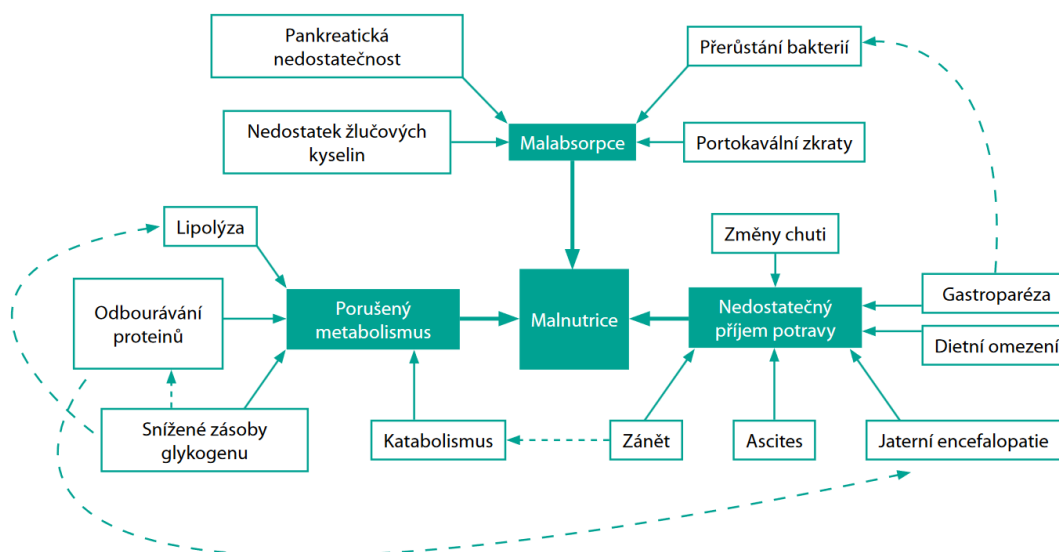 Pankreatická
nedostatečnost
Přerůstání bakterií
Nedostatek žlučových
kyselin
Malabsorpce
Portokavální zkraty
Lipolýza
Změny chuti
Odbourávání
proteinů
Porušený
metabolismus
Malnutrice
Nedostatečný
příjem potravy
Gastroparéza
Dietní omezení
Snížené zásoby
glykogenu
Katabolismus
Zánět
Ascites
Jaterní encefalopatie